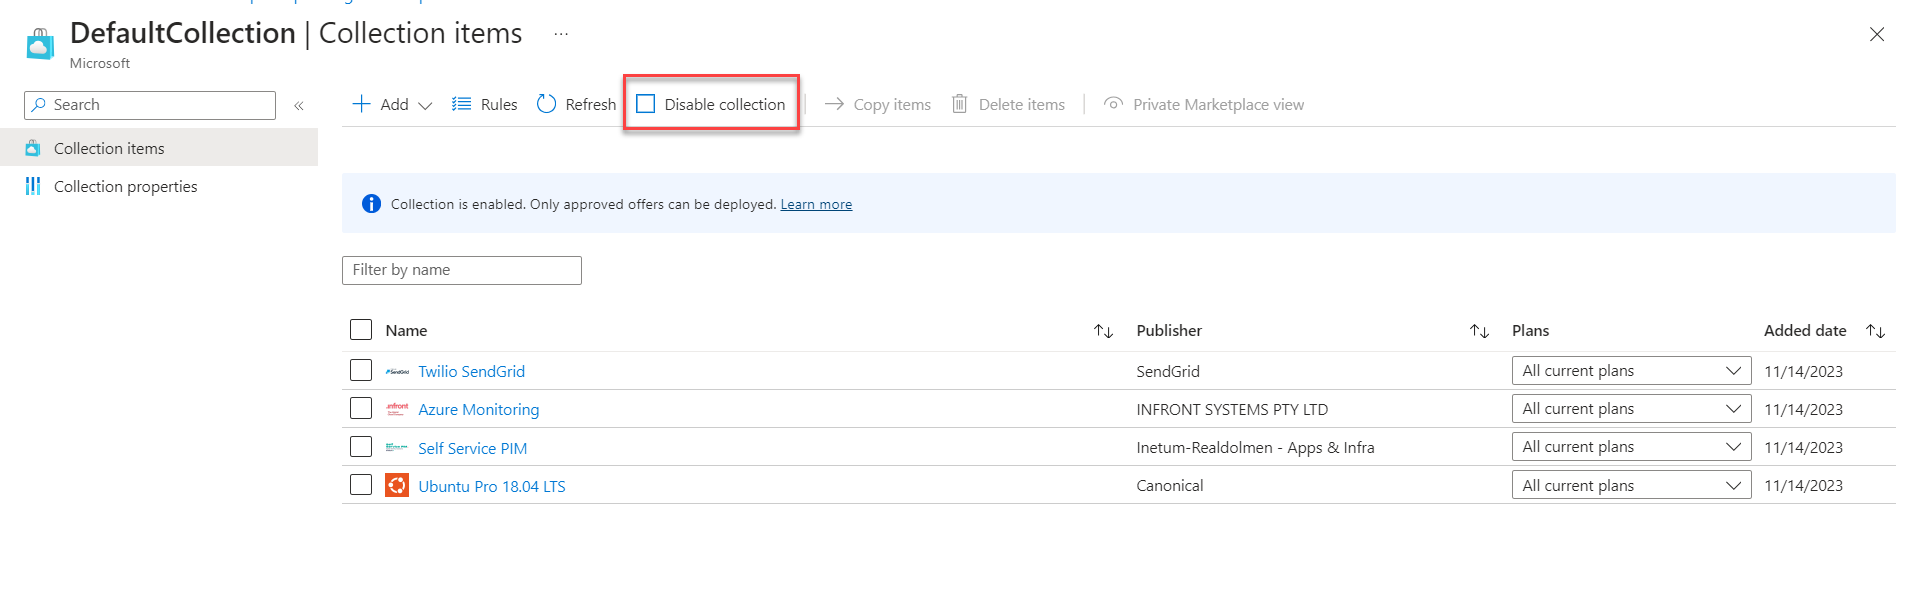 DefaultCollection | Collection items ...
Microsoft
Search «
Add Rules Refresh Disable collection Copy items Delete items Private Marketplace view
Collection items
Collection properties
Collection is enabled. Only approved offers can be deployed. Learn more
Filter by name
Name Publisher Plans Added date
Twilio SendGrid SendGrid All current plans 11/14/2023
Azure Monitoring INFRONT SYSTEMS PTY LTD All current plans 11/14/2023
Self Service PIM Inetum-Realdolmen - Apps & Infra All current plans 11/14/2023
Ubuntu Pro 18.04 LTS Canonical All current plans 11/14/2023